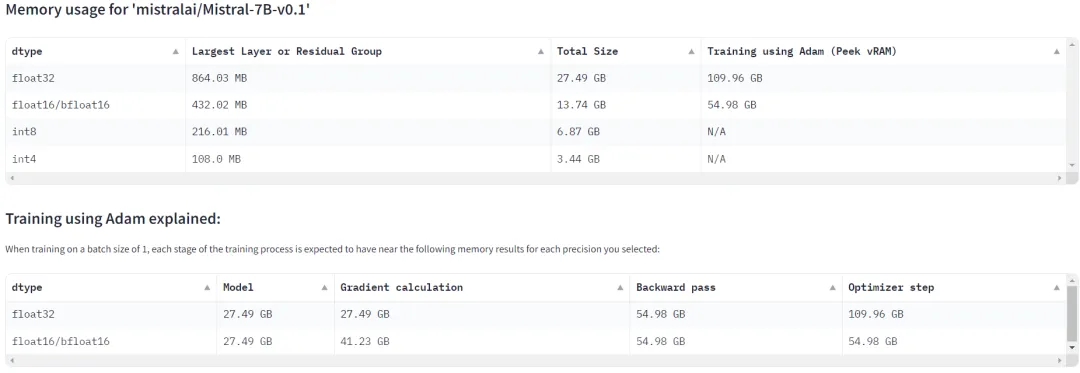 Memory usage for 'mistralai/Mistral-7B-v0.1'
dtype Largest Layer or Residual Group Total Size Training using Adam (Peek vRAM)
float32 864.03 MB 27.49 GB 109.96 GB
float16/bfloat16 432.02 MB 13.74 GB 54.98 GB
int8 216.01 MB 6.87 GB N/A
int4 108.0 MB 3.44 GB N/A
Training using Adam explained:
When training on a batch size of 1, each stage of the training process is expected to have near the following memory results for each precision you selected:
dtype Model Gradient calculation Backward pass Optimizer step
float32 27.49 GB 27.49 GB 54.98 GB 109.96 GB
float16/bfloat16 27.49 GB 41.23 GB 54.98 GB 54.98 GB